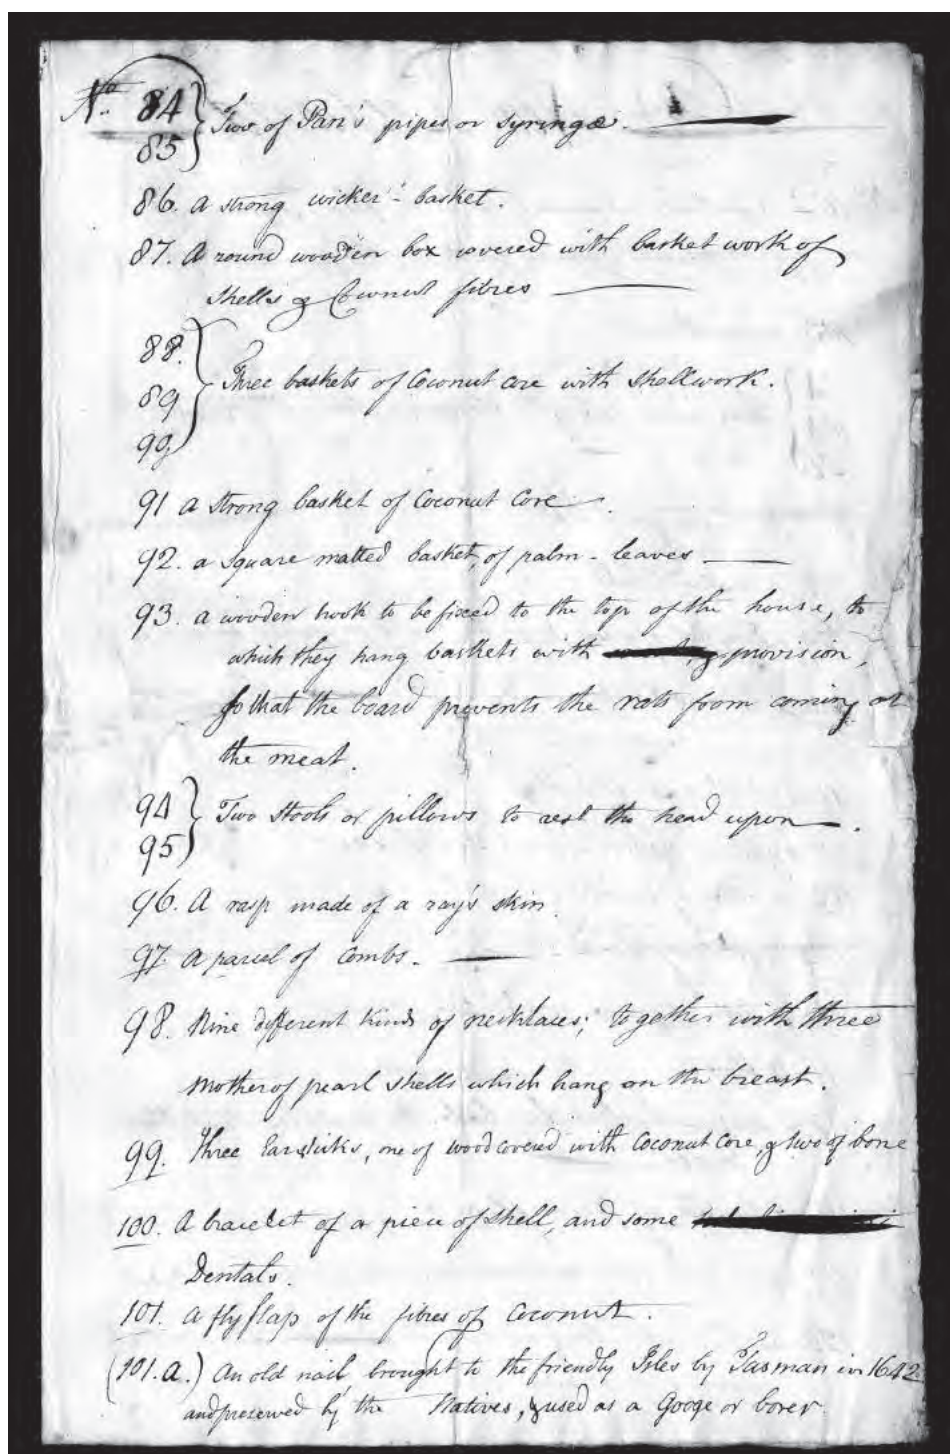 No. 84
85 } Two of Pan's pipes or Syringæ.
86. A strong wicker-basket.
87. A round wooden box covered with basket work of
shells & Coconut fibres
88.
89
90 } Three baskets of Coconut core with shellwork.
91 a strong basket of Coconut Core.
92. a square matted basket, of palm-leaves
93. a wooden hook to be fixed to the top of the house, to
which they hang baskets with provision,
so that the board prevents the rats from coming at
the meat.
94
95 } Two Stools or pillows to rest the head upon.
96. A rasp made of a ray's skin.
97. A parcel of Combs.
98. Nine different Kinds of necklaces; together with three
Mother of pearl shells which hang on the breast.
99. Three Earsticks, one of wood covered with Coconut Core, & two of bone
100. A bracelet of a piece of shell, and some
Dentals.
101. A flyflap of the fibres of Coconut.
(101.a.) An old nail brought to the friendly Isles by Tasman in 1642
and preserved by the Natives, & used as a Googe or borer